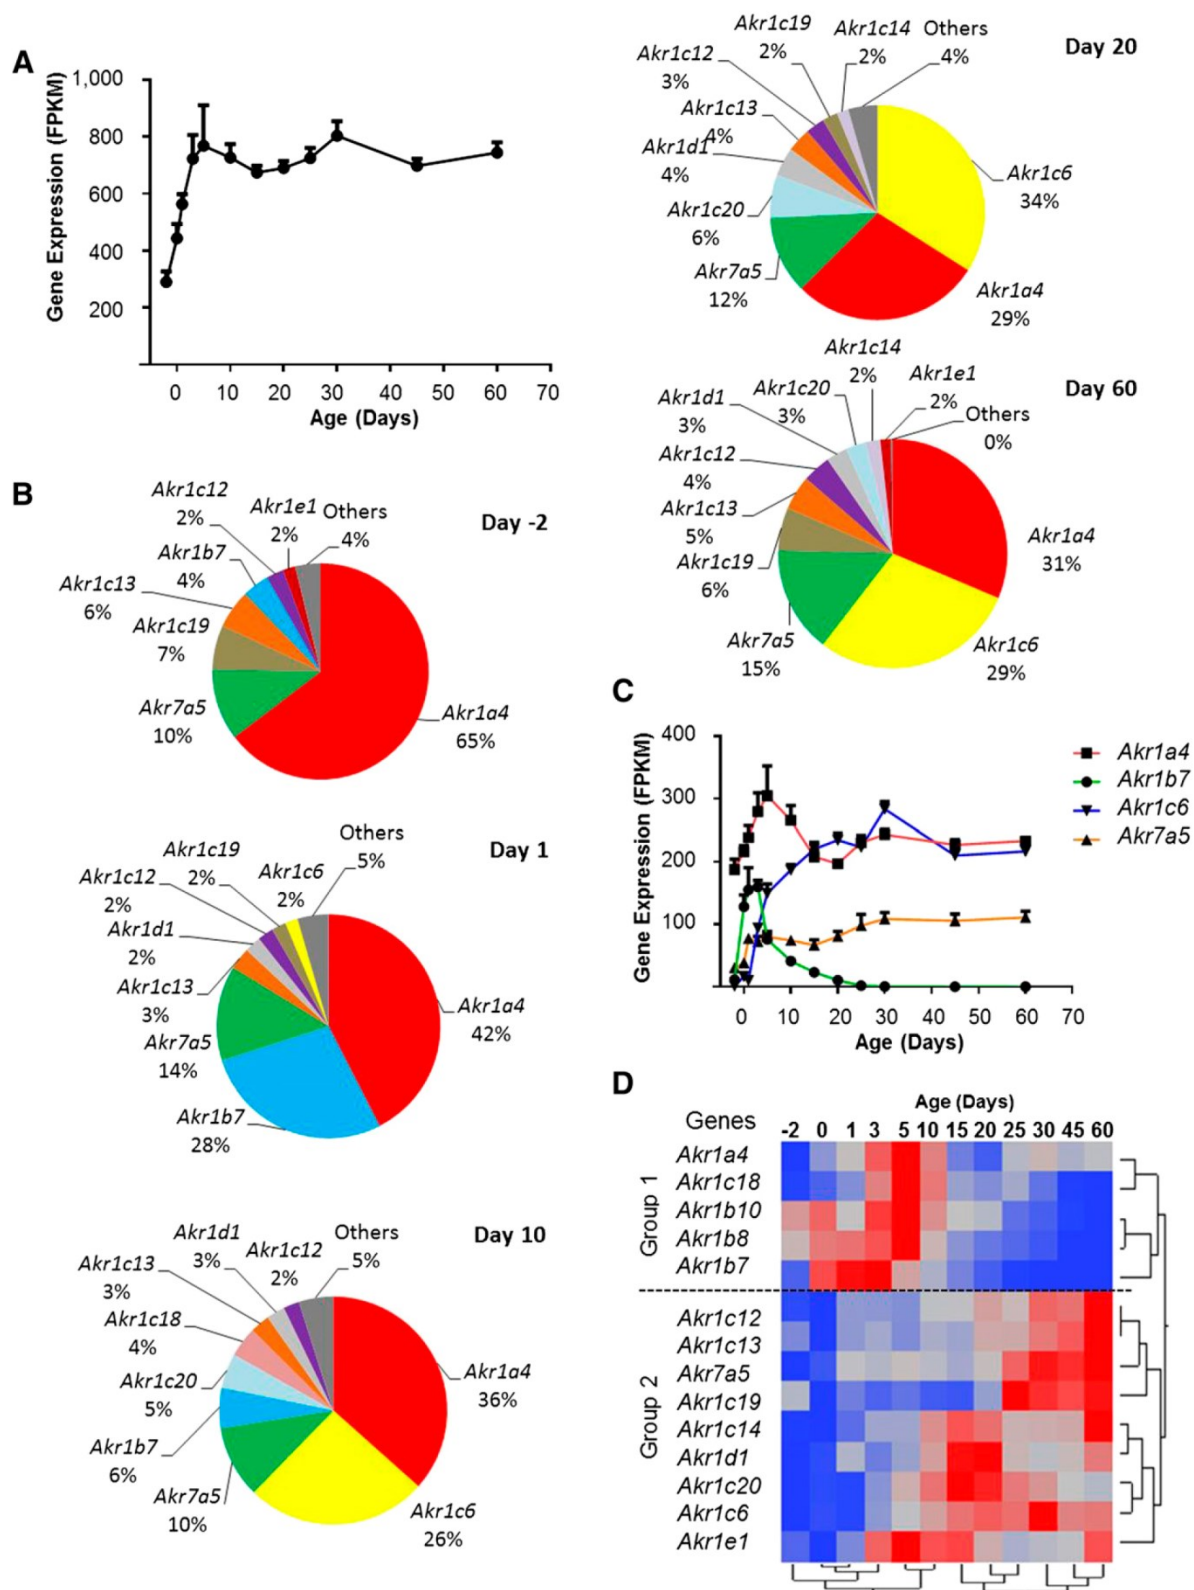 A
Gene Expression (FPKM)
1,000
800
600
400
200
0 10 20 30 40 50 60 70
Age (Days)
B
Day -2
Akr1c12
2%
Akr1e1
2%
Others
4%
Akr1b7
4%
Akr1c13
6%
Akr1c19
7%
Akr7a5
10%
Akr1a4
65%
Day 1
Others
5%
Akr1c19
2%
Akr1c6
2%
Akr1c12
2%
Akr1d1
2%
Akr1c13
3%
Akr7a5
14%
Akr1b7
28%
Akr1a4
42%
Day 10
Akr1d1
3%
Akr1c12
2%
Others
5%
Akr1c13
3%
Akr1c18
4%
Akr1c20
5%
Akr1b7
6%
Akr7a5
10%
Akr1c6
26%
Akr1a4
36%
Day 20
Akr1c19
2%
Akr1c14
2%
Others
4%
Akr1c12
3%
Akr1c13
4%
Akr1d1
4%
Akr1c20
6%
Akr7a5
12%
Akr1a4
29%
Akr1c6
34%
Day 60
Akr1c14
2%
Akr1e1
2%
Others
0%
Akr1c20
3%
Akr1d1
3%
Akr1c12
4%
Akr1c13
5%
Akr1c19
6%
Akr7a5
15%
Akr1c6
29%
Akr1a4
31%
C
Gene Expression (FPKM)
400
300
200
100
0 10 20 30 40 50 60 70
Age (Days)
Akr1a4
Akr1b7
Akr1c6
Akr7a5
D
Age (Days)
Genes -2 0 1 3 5 10 15 20 25 30 45 60
Group 1
Akr1a4
Akr1c18
Akr1b10
Akr1b8
Akr1b7
Group 2
Akr1c12
Akr1c13
Akr7a5
Akr1c19
Akr1c14
Akr1d1
Akr1c20
Akr1c6
Akr1e1